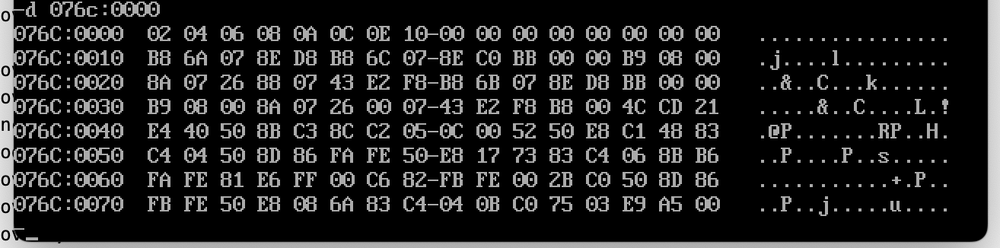 -d 076c:0000
076C:0000  02 04 06 08 0A 0C 0E 10-00 00 00 00 00 00 00 00   ................
076C:0010  B8 6A 07 8E D8 B8 6C 07-8E C0 BB 00 00 B9 08 00   .j....l.........
076C:0020  8A 07 26 88 07 43 E2 F8-B8 6B 07 8E D8 BB 00 00   ..&..C...k......
076C:0030  B9 08 00 8A 07 26 00 07-43 E2 F8 B8 00 4C CD 21   .....&..C....L.!
076C:0040  E4 40 50 8B C3 8C C2 05-0C 00 52 50 E8 C1 48 83   .@P.......RP..H.
076C:0050  C4 04 50 8D 86 FA FE 50-E8 17 73 83 C4 06 8B B6   ..P....P..s.....
076C:0060  FA FE 81 E6 FF 00 C6 82-FB FE 00 2B C0 50 8D 86   ...........+.P..
076C:0070  FB FE 50 E8 08 6A 83 C4-04 0B C0 75 03 E9 A5 00   ..P..j.....u....